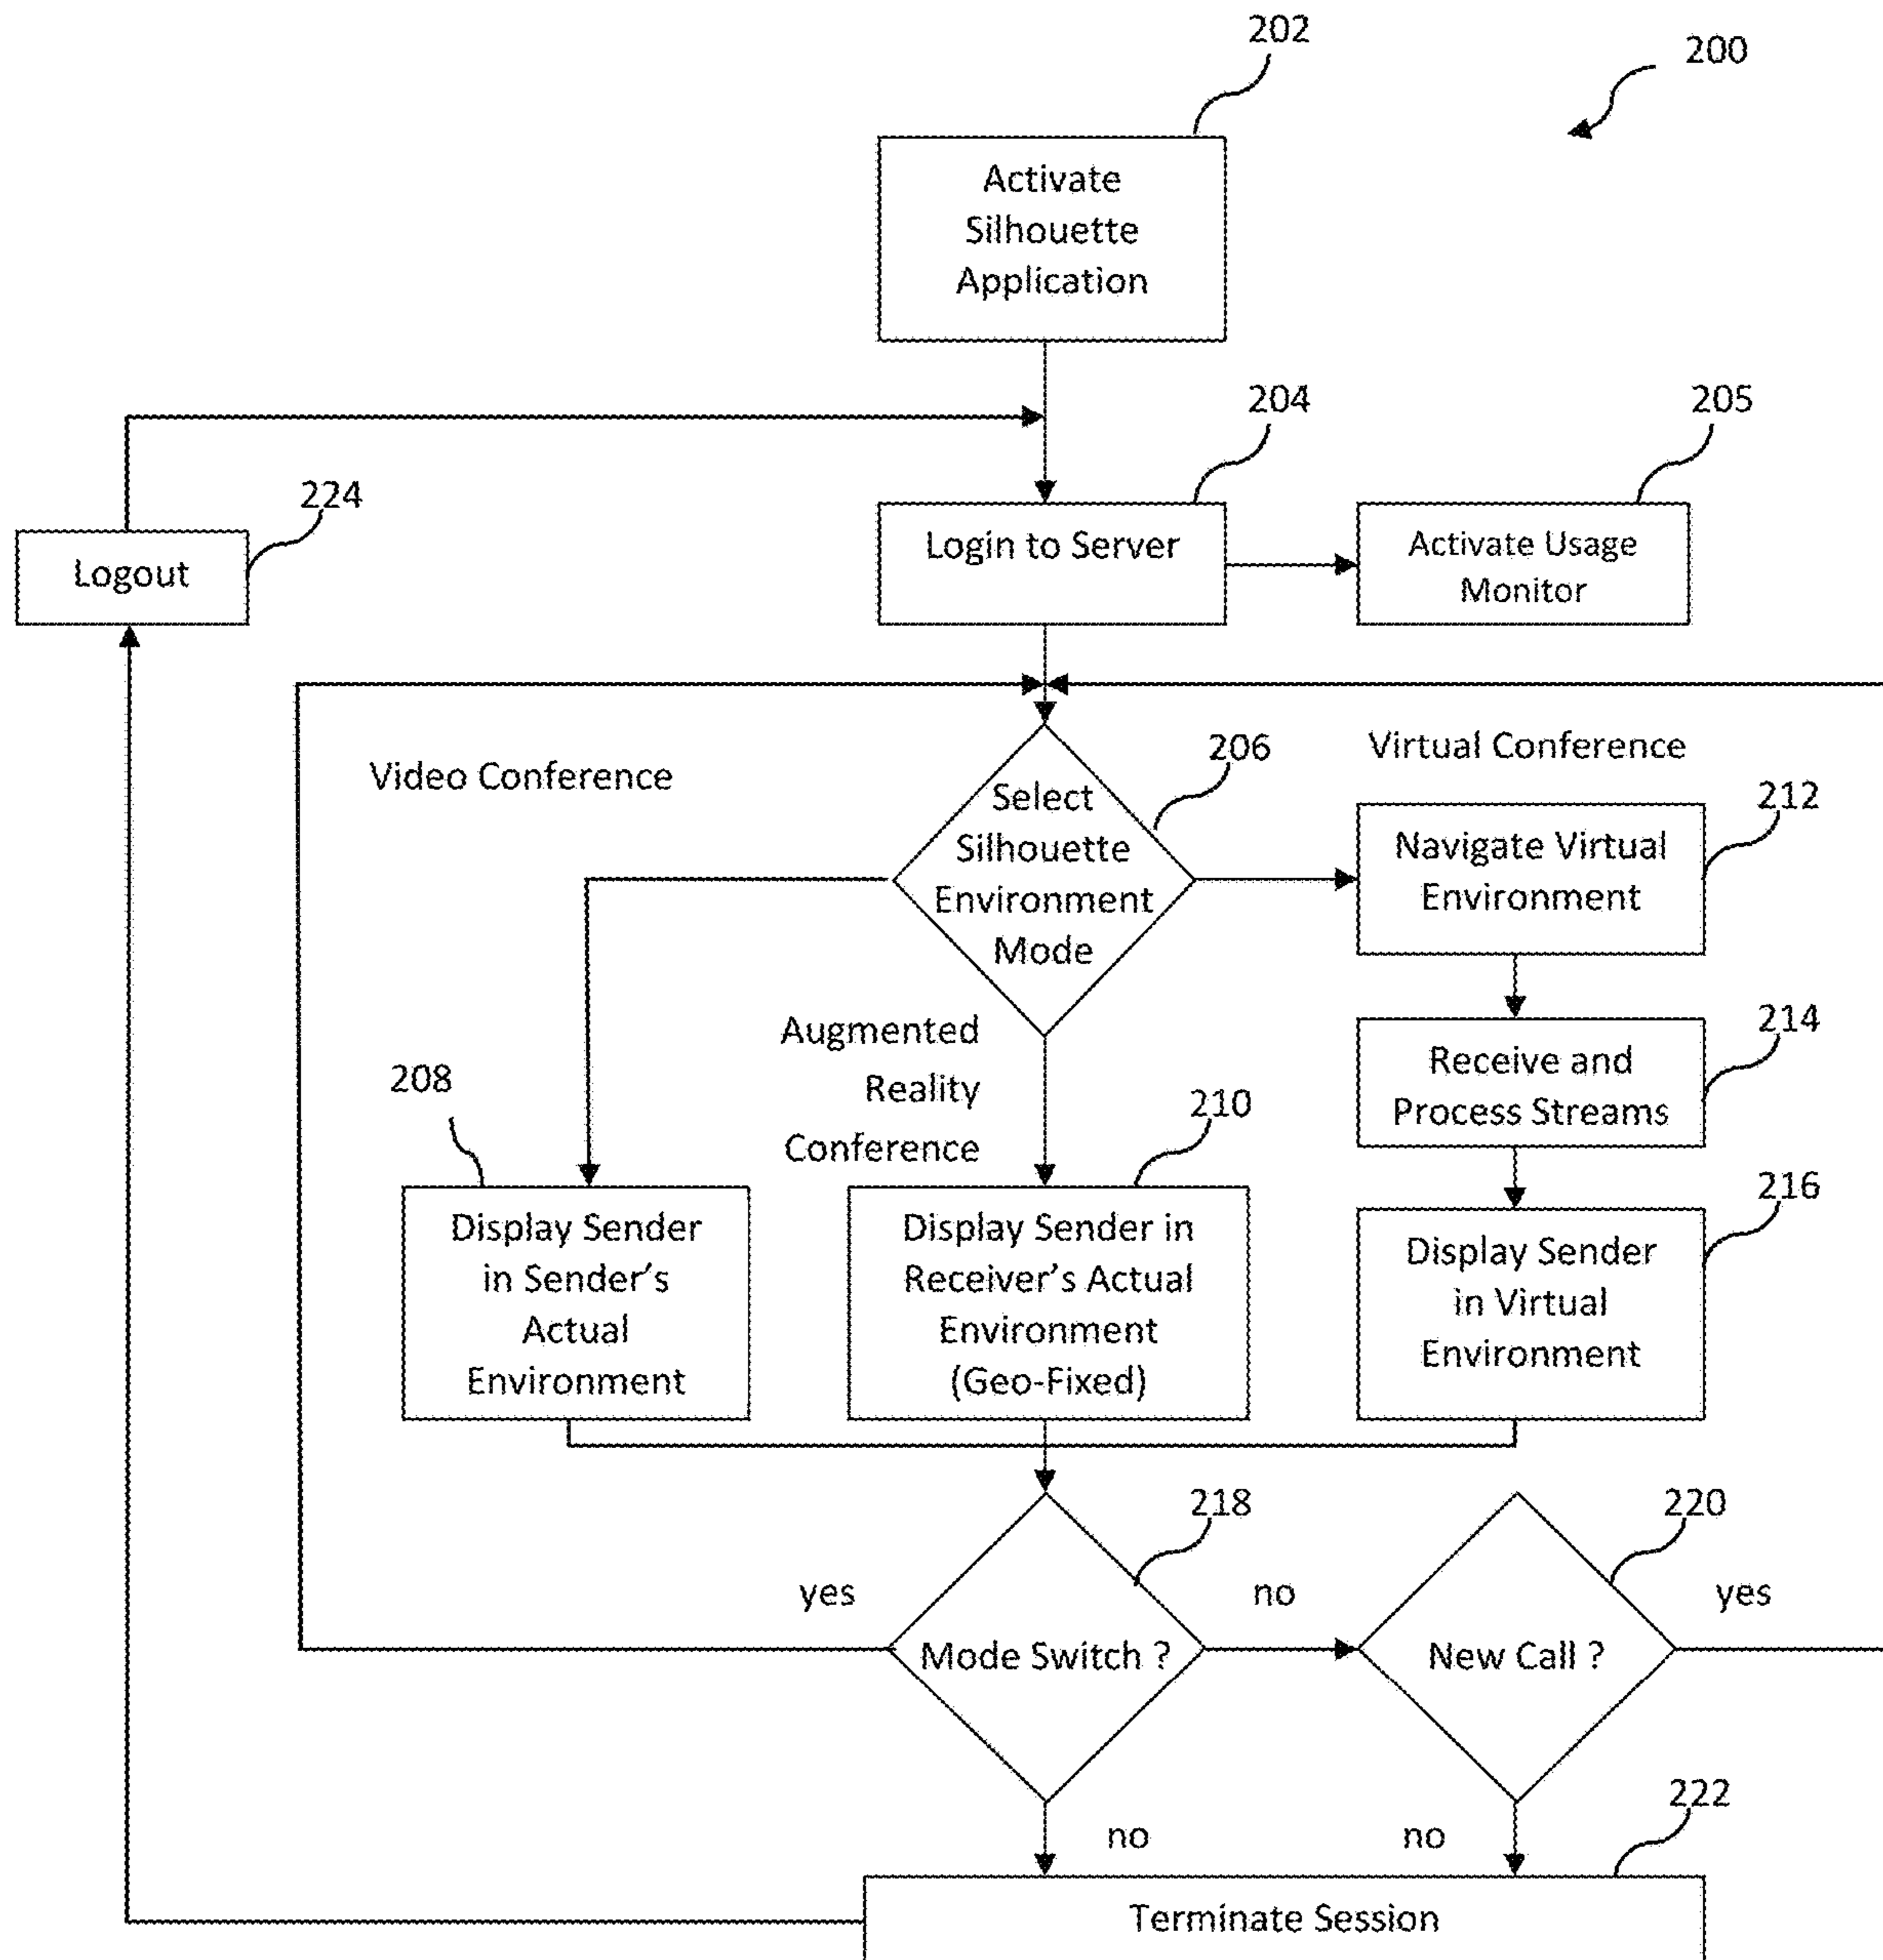 202
200
Activate
Silhouette
Application
204
205
Login to Server
Activate Usage
Monitor
224
Logout
206
Virtual Conference
Video Conference
212
Select
Silhouette
Environment
Mode
Navigate Virtual
Environment
Augmented
Reality
Conference
214
Receive and
Process Streams
208
210
216
Display Sender
in Sender's
Actual
Environment
Display Sender in
Receiver's Actual
Environment
(Geo-Fixed)
Display Sender
in Virtual
Environment
218
220
yes
no
yes
Mode Switch ?
New Call ?
222
no
no
Terminate Session